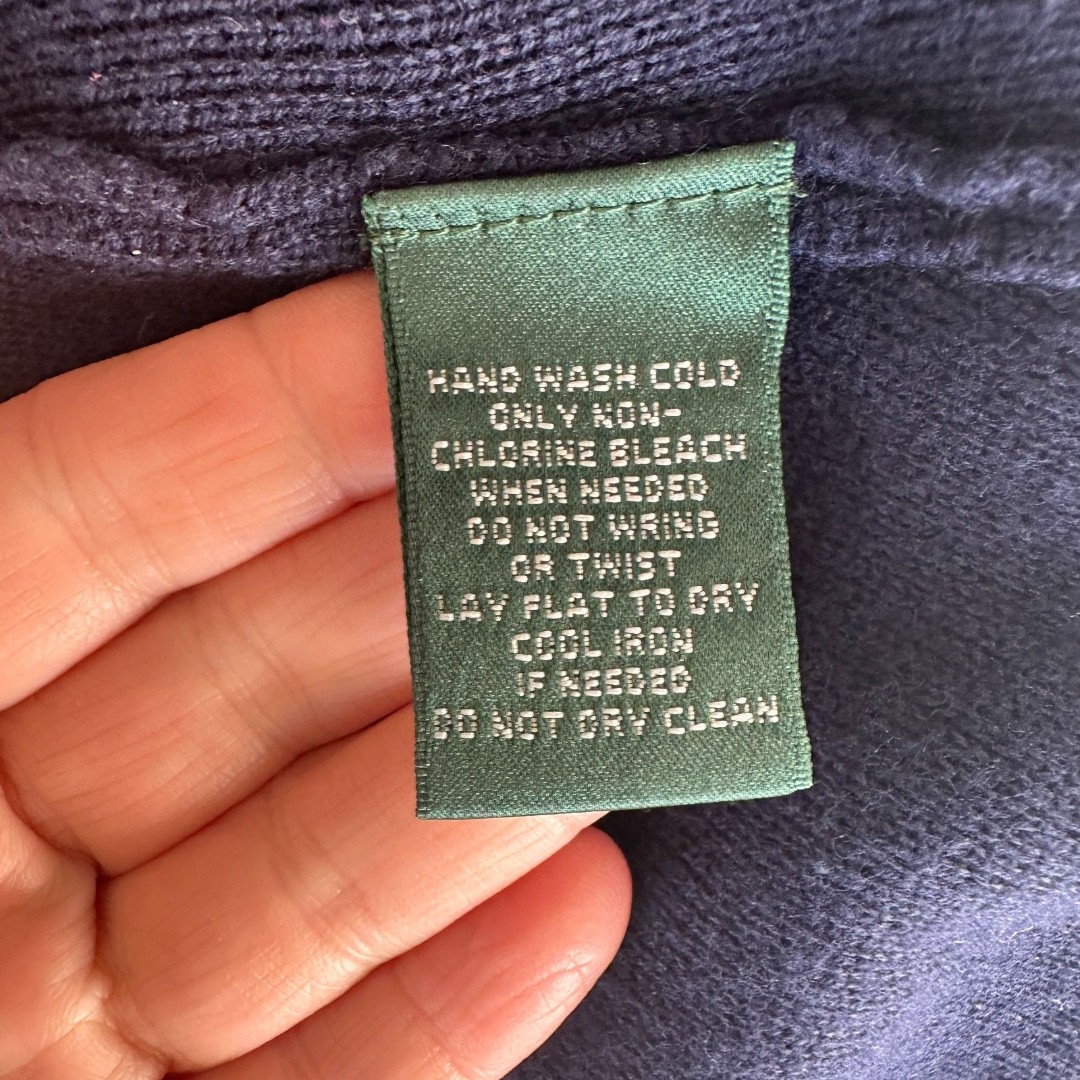 HAND WASH COLD
ONLY NON-
CHLORINE BLEACH
WHEN NEEDED
DO NOT WRING
OR TWIST
LAY FLAT TO DRY
COOL IRON
IF NEEDED
DO NOT DRY CLEAN